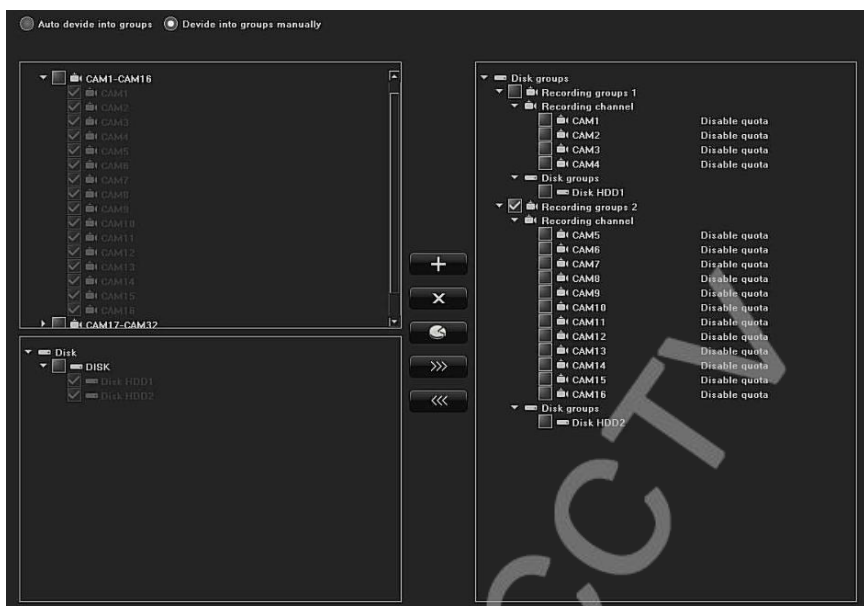 Auto devide into groups Devide into groups manually
CAM1-CAM16
CAM1
CAM2
CAM3
CAM4
CAM5
CAM6
CAM7
CAM8
CAM9
CAM10
CAM11
CAM12
CAM13
CAM14
CAM15
CAM16
CAM17-CAM32
Disk
DISK
Disk HDD1
Disk HDD2
Disk groups
Recording groups 1
Recording channel
CAM1 Disable quota
CAM2 Disable quota
CAM3 Disable quota
CAM4 Disable quota
Disk groups
Disk HDD1
Recording groups 2
Recording channel
CAM5 Disable quota
CAM6 Disable quota
CAM7 Disable quota
CAM8 Disable quota
CAM9 Disable quota
CAM10 Disable quota
CAM11 Disable quota
CAM12 Disable quota
CAM13 Disable quota
CAM14 Disable quota
CAM15 Disable quota
CAM16 Disable quota
Disk groups
Disk HDD2
CCTV